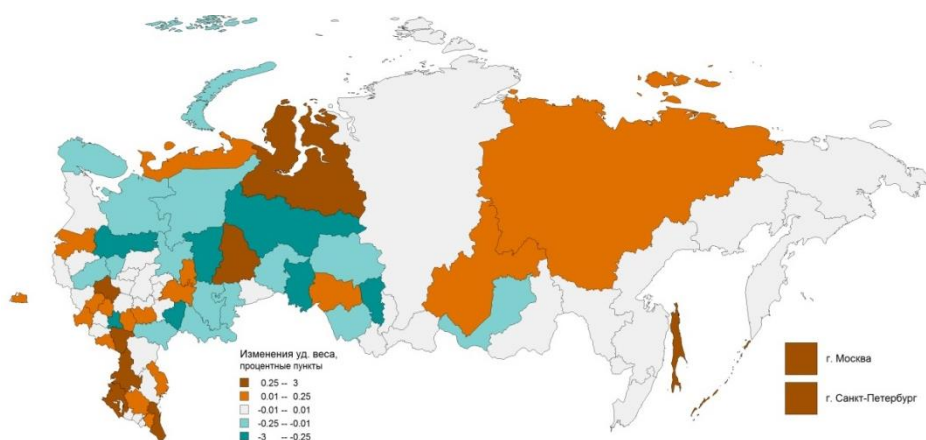 Изменения уд. веса,
процентные пункты
0.25 -- 3
0.01 -- 0.25
-0.01 -- 0.01
-0.25 -- -0.01
-3 -- -0.25
г. Москва
г. Санкт-Петербург